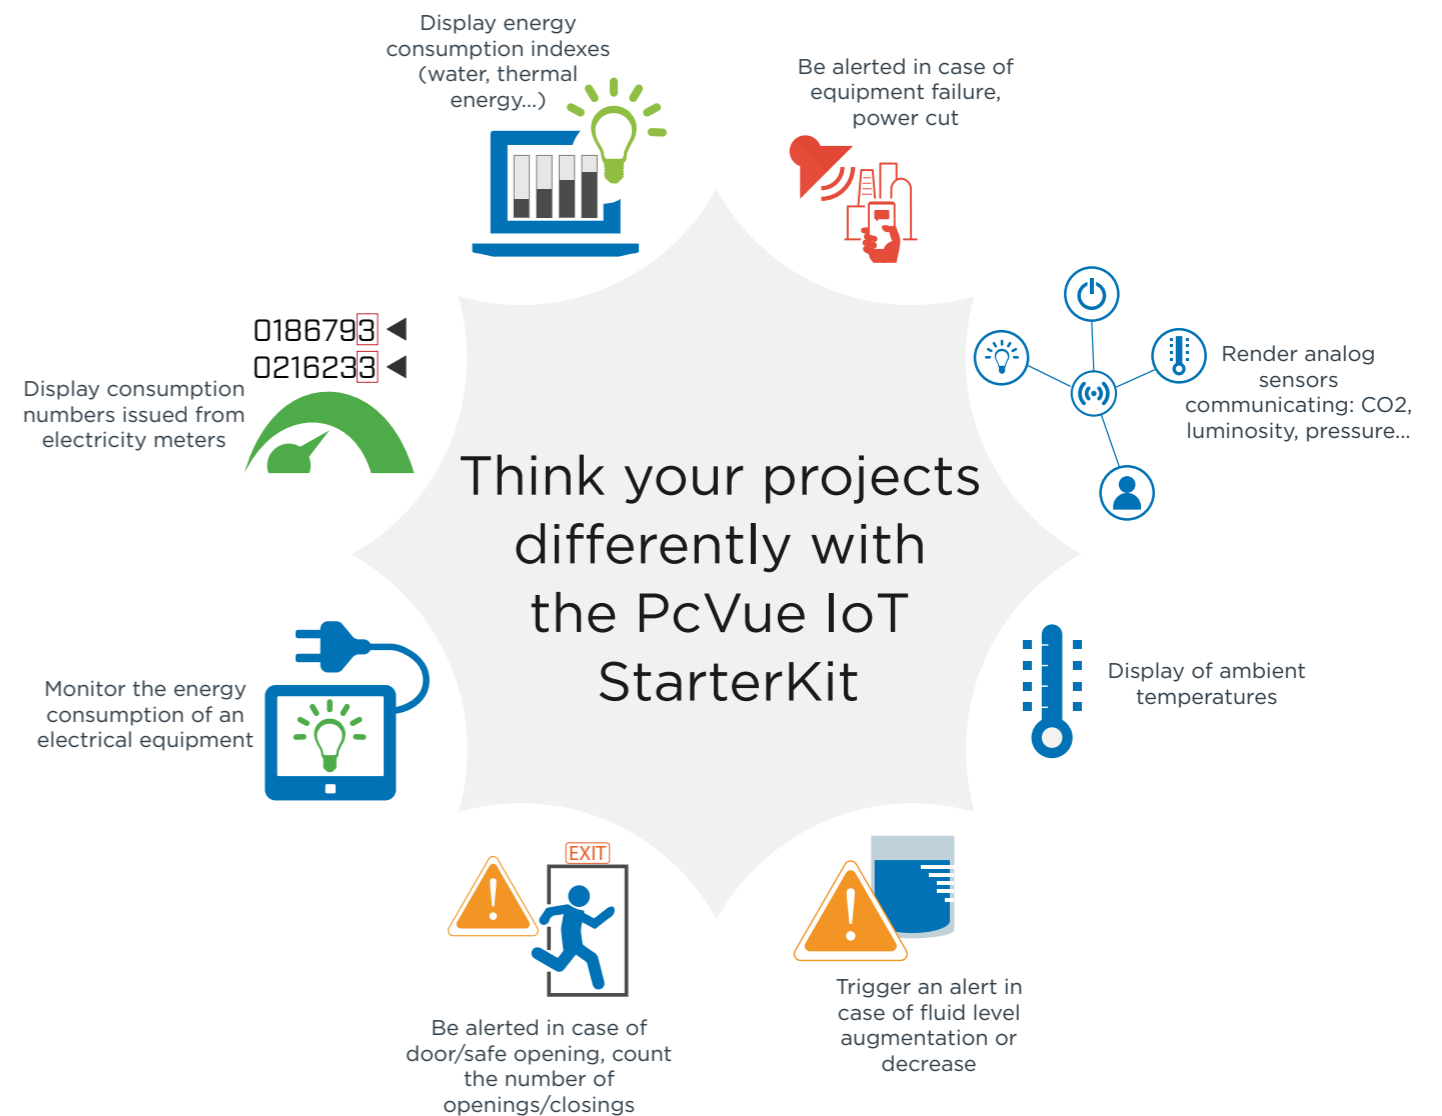 Display energy
consumption indexes
(water, thermal
energy...)
Be alerted in case of
equipment failure,
power cut
0186793
0216233
Display consumption
numbers issued from
electricity meters
Render analog
sensors
communicating: CO2,
luminosity, pressure...
Think your projects
differently with
the PcVue IoT
StarterKit
Monitor the energy
consumption of an
electrical equipment
Display of ambient
temperatures
EXIT
Be alerted in case of
door/safe opening, count
the number of
openings/closings
Trigger an alert in
case of fluid level
augmentation or
decrease